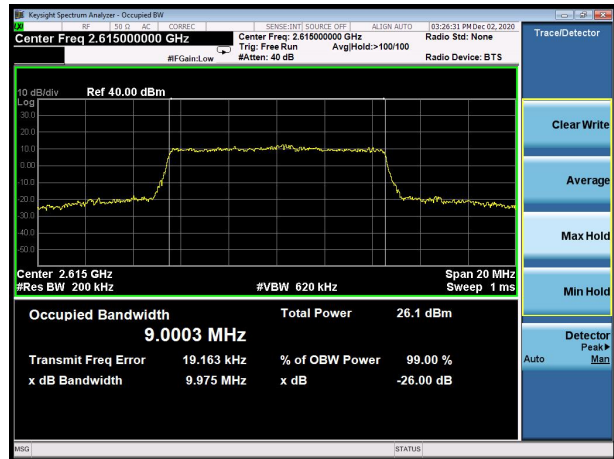 Keysight Spectrum Analyzer - Occupied BW
RF 50 Ω AC CORREC SENSE:INT SOURCE OFF ALIGN AUTO 03:26:31 PM Dec 02, 2020
Center Freq 2.615000000 GHz Center Freq: 2.615000000 GHz Radio Std: None
Trig: Free Run Avg|Hold:>100/100
#IFGain:Low #Atten: 40 dB Radio Device: BTS
Trace/Detector
10 dB/div Ref 40.00 dBm
Log
30.0
20.0
10.0
0.00
-10.0
-20.0
-30.0
-40.0
-50.0
Center 2.615 GHz Span 20 MHz
#Res BW 200 kHz #VBW 620 kHz Sweep 1 ms
Occupied Bandwidth Total Power 26.1 dBm
9.0003 MHz
Transmit Freq Error 19.163 kHz % of OBW Power 99.00 %
x dB Bandwidth 9.975 MHz x dB -26.00 dB
Clear Write
Average
Max Hold
Min Hold
Detector
Peak▶
Auto Man
MSG STATUS